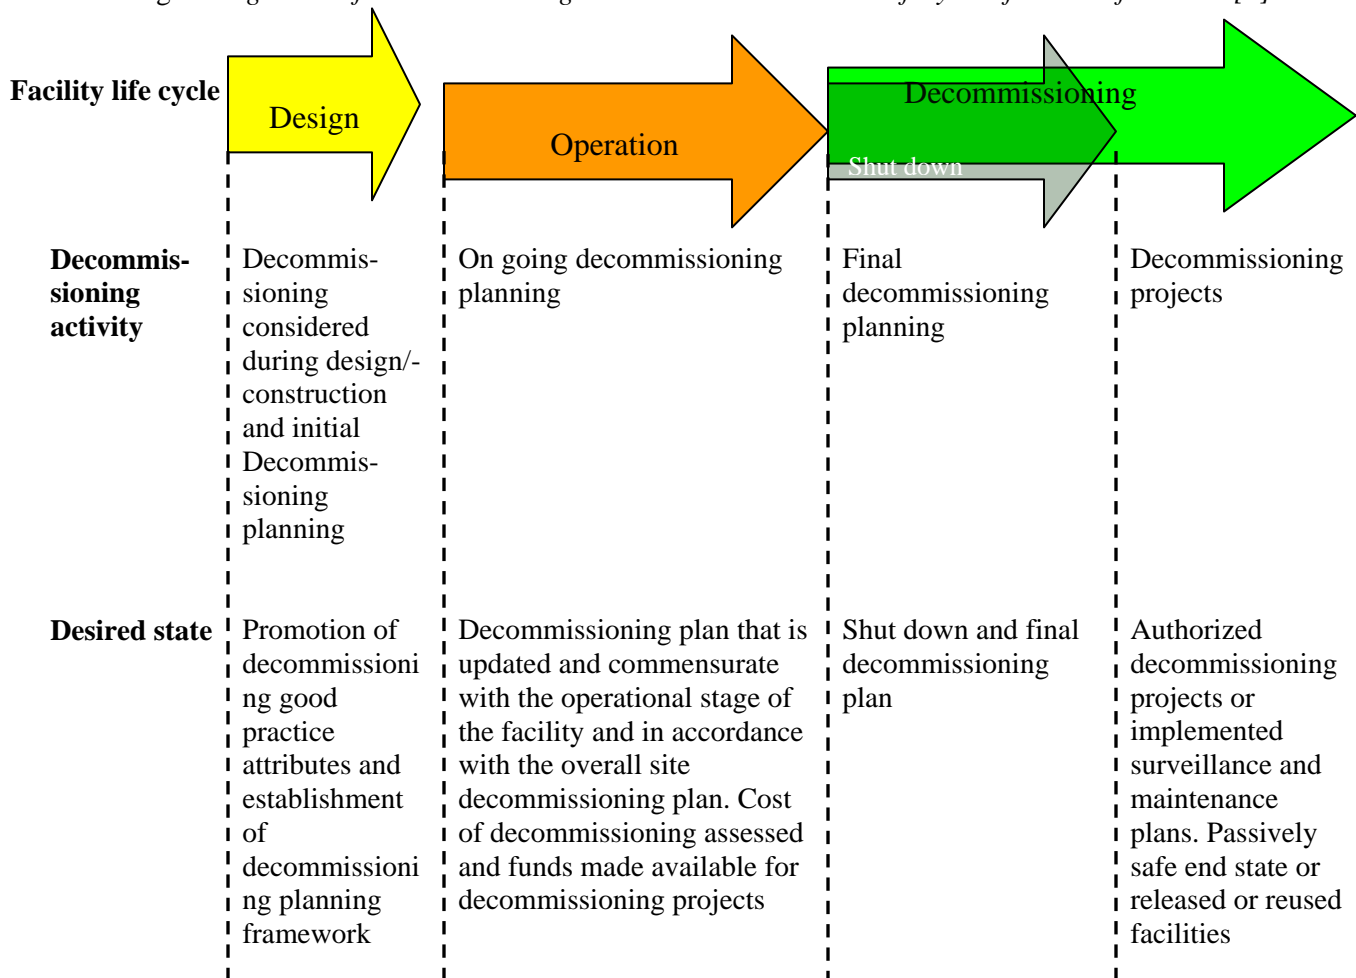 Facility life cycle
Design
Operation
Decommissioning
Shut down
Decommis-
sioning
activity
Decommis-
sioning
considered
during design/-
construction
and initial
Decommis-
sioning
planning
On going decommissioning
planning
Final
decommissioning
planning
Decommissioning
projects
Desired state
Promotion of
decommissioni
ng good
practice
attributes and
establishment
of
decommissioni
ng planning
framework
Decommissioning plan that is
updated and commensurate
with the operational stage of
the facility and in accordance
with the overall site
decommissioning plan. Cost
of decommissioning assessed
and funds made available for
decommissioning projects
Shut down and final
decommissioning
plan
Authorized
decommissioning
projects or
implemented
surveillance and
maintenance
plans. Passively
safe end state or
released or reused
facilities